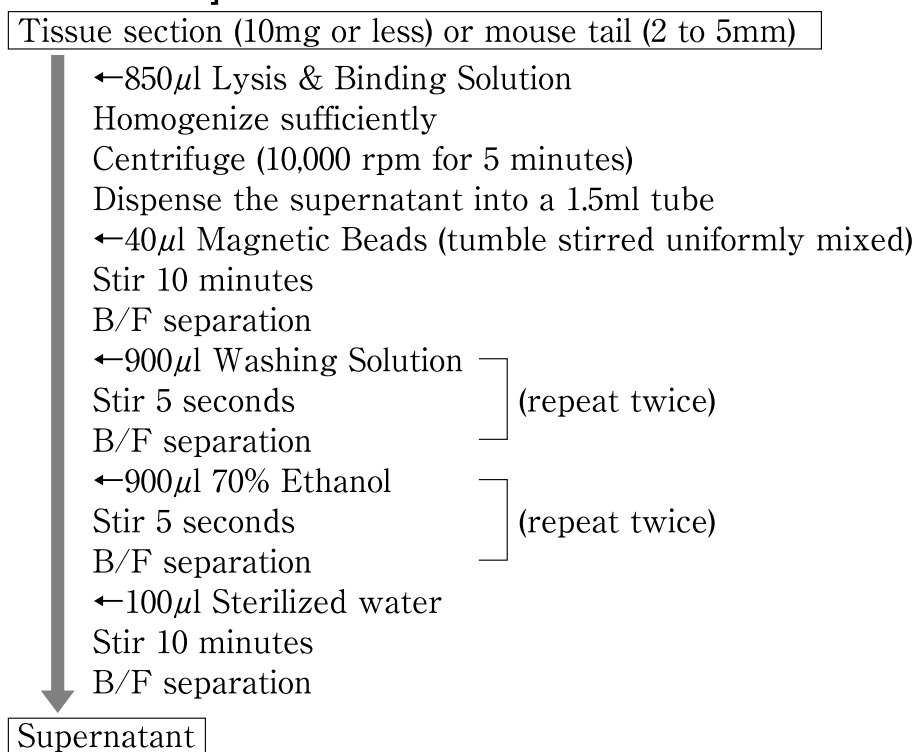 Tissue section (10mg or less) or mouse tail (2 to 5mm)
←850μl Lysis & Binding Solution
Homogenize sufficiently
Centrifuge (10,000 rpm for 5 minutes)
Dispense the supernatant into a 1.5ml tube
←40μl Magnetic Beads (tumble stirred uniformly mixed)
Stir 10 minutes
B/F separation
←900μl Washing Solution
Stir 5 seconds (repeat twice)
B/F separation
←900μl 70% Ethanol
Stir 5 seconds (repeat twice)
B/F separation
←100μl Sterilized water
Stir 10 minutes
B/F separation
Supernatant